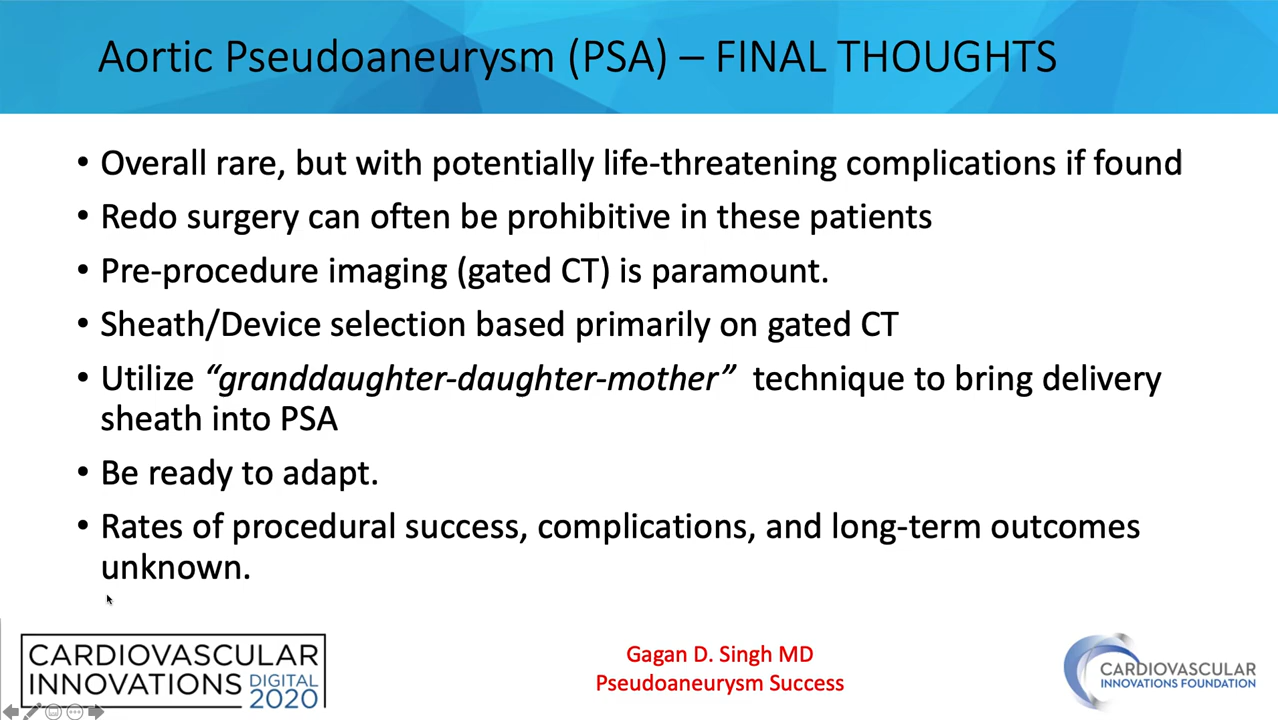 Aortic Pseudoaneurysm (PSA) – FINAL THOUGHTS
• Overall rare, but with potentially life-threatening complications if found
• Redo surgery can often be prohibitive in these patients
• Pre-procedure imaging (gated CT) is paramount.
• Sheath/Device selection based primarily on gated CT
• Utilize “granddaughter-daughter-mother” technique to bring delivery
sheath into PSA
• Be ready to adapt.
• Rates of procedural success, complications, and long-term outcomes
unknown.
CARDIOVASCULAR
INNOVATIONS DIGITAL 2020
Gagan D. Singh MD
Pseudoaneurysm Success
CARDIOVASCULAR
INNOVATIONS FOUNDATION